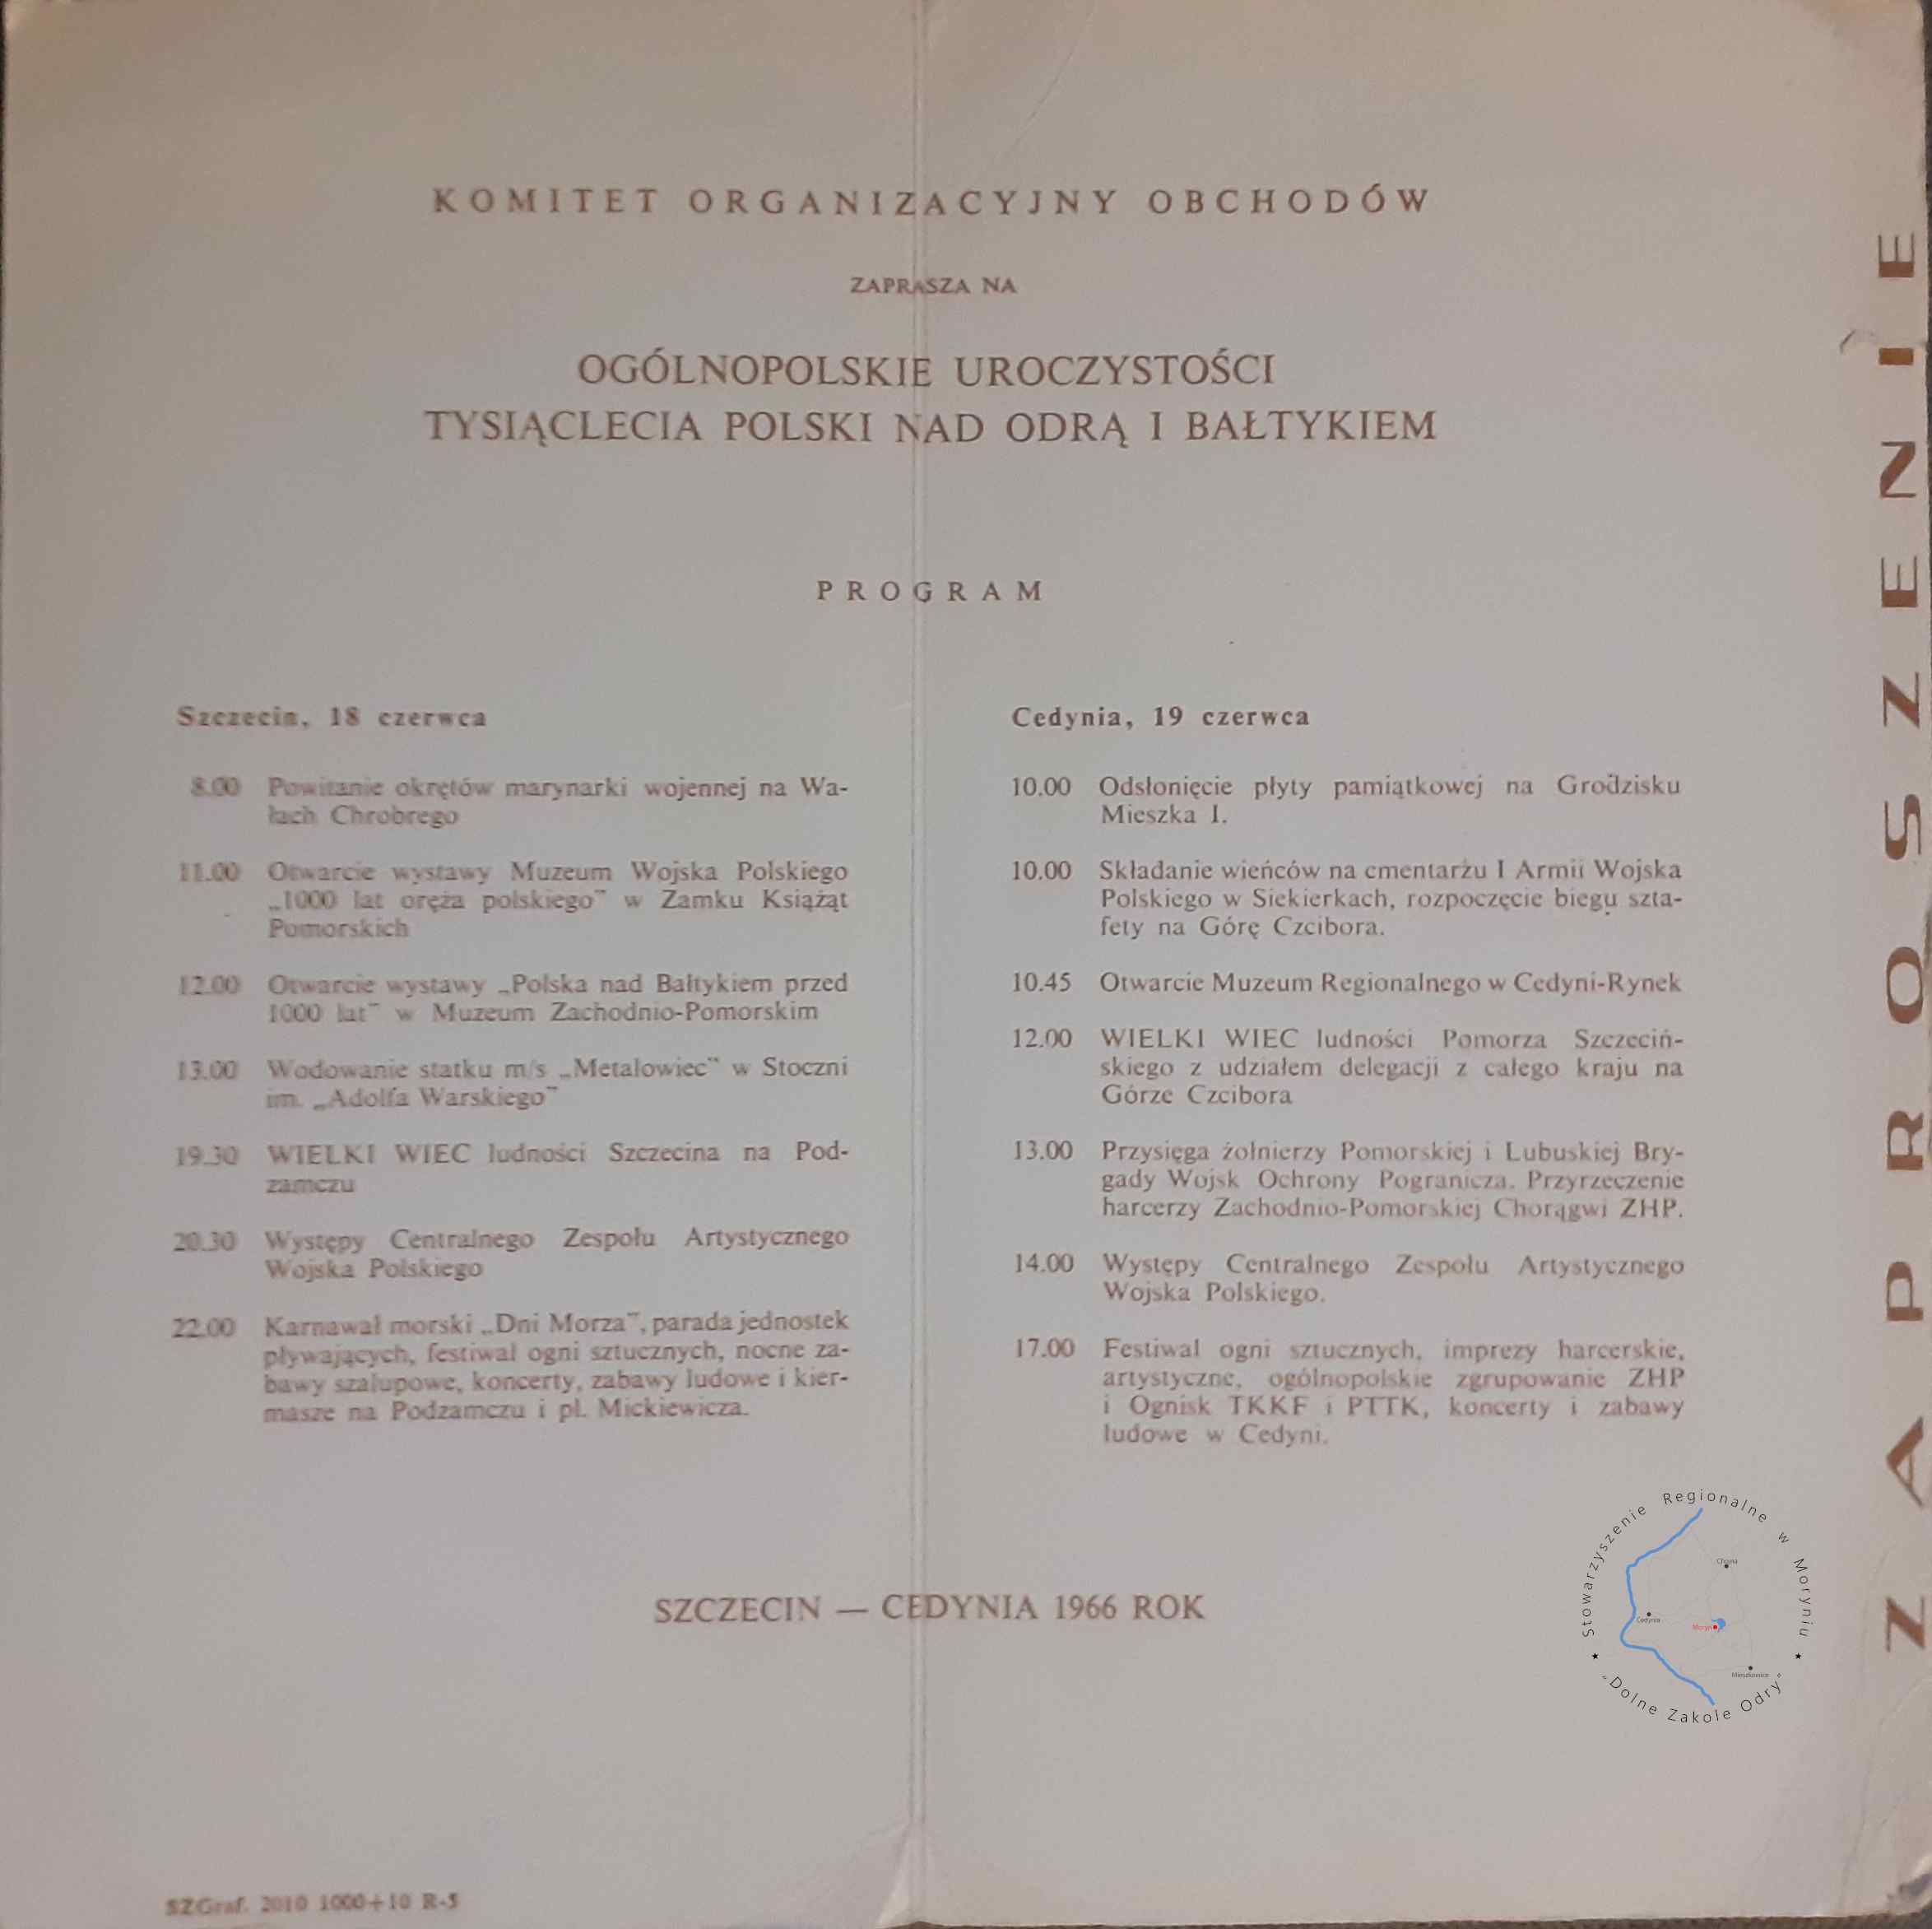 KOMITET ORGANIZACYJNY OBCHODÓW
ZAPRASZA NA
OGÓLNOPOLSKIE UROCZYSTOŚCI
TYSIĄCLECIA POLSKI NAD ODRĄ I BAŁTYKIEM
PROGRAM
Szczecin, 18 czerwca
8.00 Powitanie okrętów marynarki wojennej na Wa-
łach Chrobrego
11.00 Otwarcie wystawy Muzeum Wojska Polskiego
„1000 lat oręża polskiego” w Zamku Książąt
Pomorskich
12.00 Otwarcie wystawy „Polska nad Bałtykiem przed
1000 lat” w Muzeum Zachodnio-Pomorskim
13.00 Wodowanie statku m/s „Metalowiec” w Stoczni
im. „Adolfa Warskiego”
19.30 WIELKI WIEC ludności Szczecina na Pod-
zamczu
20.30 Występy Centralnego Zespołu Artystycznego
Wojska Polskiego
22.00 Karnawał morski „Dni Morza”, parada jednostek
pływających, festiwal ogni sztucznych, nocne za-
bawy szalupowe, koncerty, zabawy ludowe i kier-
masze na Podzamczu i pl. Mickiewicza.
Cedynia, 19 czerwca
10.00 Odsłonięcie płyty pamiątkowej na Grodzisku
Mieszka I.
10.00 Składanie wieńców na cmentarzu I Armii Wojska
Polskiego w Siekierkach, rozpoczęcie biegu szta-
fety na Górę Czcibora.
10.45 Otwarcie Muzeum Regionalnego w Cedyni-Rynek
12.00 WIELKI WIEC ludności Pomorza Szczeciń-
skiego z udziałem delegacji z całego kraju na
Górze Czcibora
13.00 Przysięga żołnierzy Pomorskiej i Lubuskiej Bry-
gady Wojsk Ochrony Pogranicza. Przyrzeczenie
harcerzy Zachodnio-Pomorskiej Chorągwi ZHP.
14.00 Występy Centralnego Zespołu Artystycznego
Wojska Polskiego.
17.00 Festiwal ogni sztucznych, imprezy harcerskie,
artystyczne, ogólnopolskie zgrupowanie ZHP
i Ognisk TKKF i PTTK, koncerty i zabawy
ludowe w Cedyni.
SZCZECIN — CEDYNIA 1966 ROK
SZGraf. 2010 1000+10 R-5
ZAPROSZENIE
Stowarzyszenie Regionalne w Moryniu
„Dolne Zakole Odry”
Chojna
Cedynia
Moryń
Mieszkowice